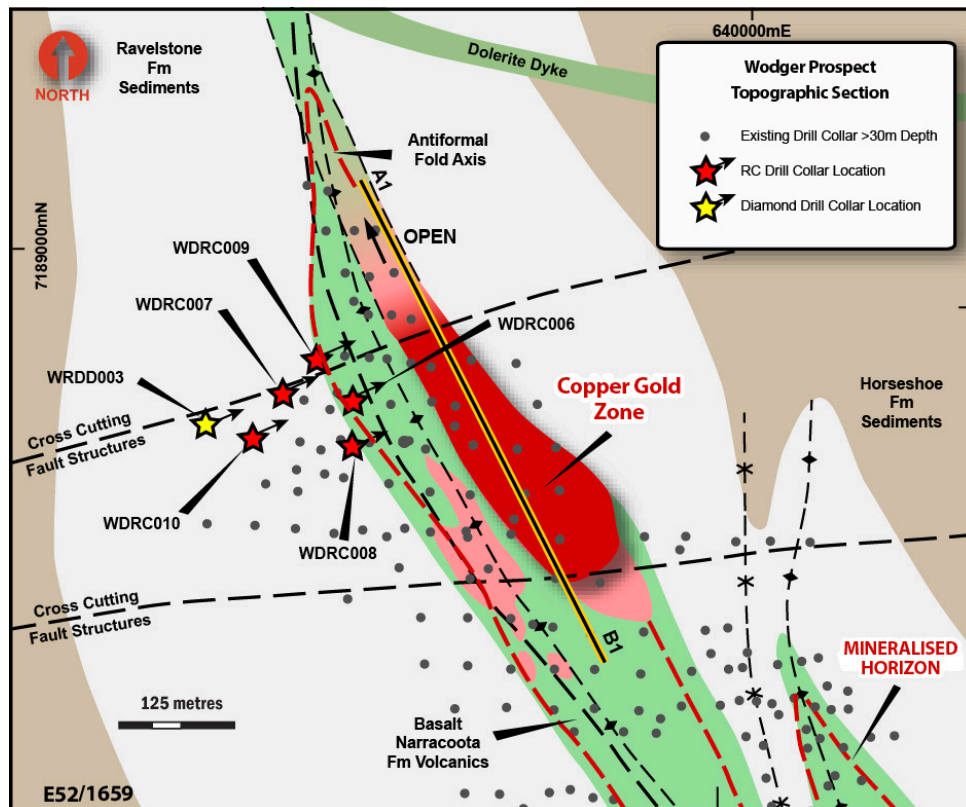 640000mE
NORTH
Ravelstone
Fm
Sediments
Dolerite Dyke
Wodger Prospect
Topographic Section
Existing Drill Collar >30m Depth
RC Drill Collar Location
Diamond Drill Collar Location
Antiformal
Fold Axis
A1
7189000mN
OPEN
WDRC009
WDRC007
WDRC006
WRDD003
Copper Gold
Zone
Horseshoe
Fm
Sediments
Cross Cutting
Fault Structures
WDRC010
WDRC008
Cross Cutting
Fault Structures
B1
MINERALISED
HORIZON
125 metres
Basalt
Narracoota
Fm Volcanics
E52/1659